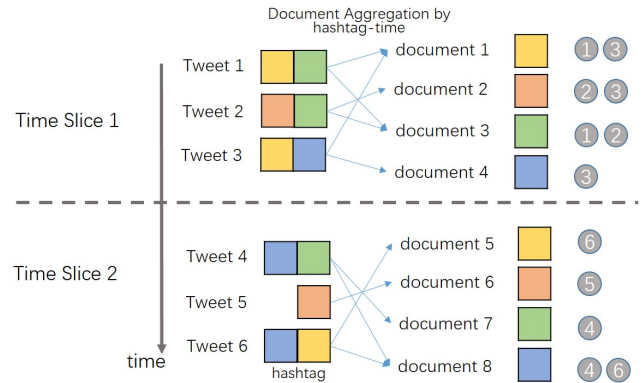 Document Aggregation by
hashtag-time
Time Slice 1
Tweet 1
Tweet 2
Tweet 3
document 1
1 3
document 2
2 3
document 3
1 2
document 4
3
Time Slice 2
Tweet 4
Tweet 5
Tweet 6
hashtag
time
document 5
6
document 6
5
document 7
4
document 8
4 6